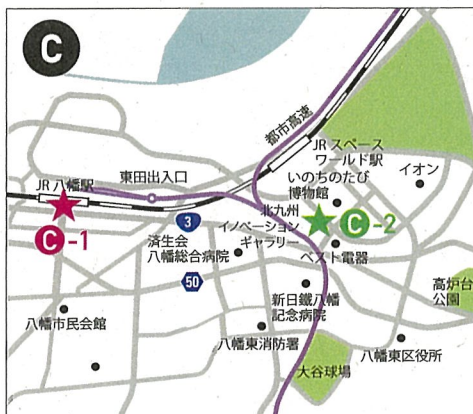 C
都市高速
JR スペース
ワールド駅
いのちのたび
博物館
イオン
東田出入口
JR 八幡駅
C-1
3
済生会
八幡総合病院
北九州
イノベーション
ギャラリー
C-2
ベスト電器
50
新日鐵八幡
記念病院
高炉台
公園
八幡市民会館
八幡東消防署
八幡東区役所
大谷球場